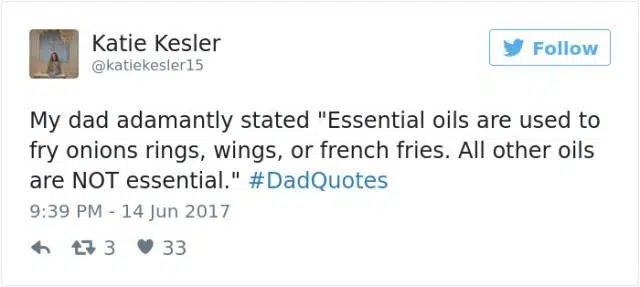 Katie Kesler
@katiekesler15
Follow
My dad adamantly stated "Essential oils are used to
fry onions rings, wings, or french fries. All other oils
are NOT essential." #DadQuotes
9:39 PM - 14 Jun 2017
3 33